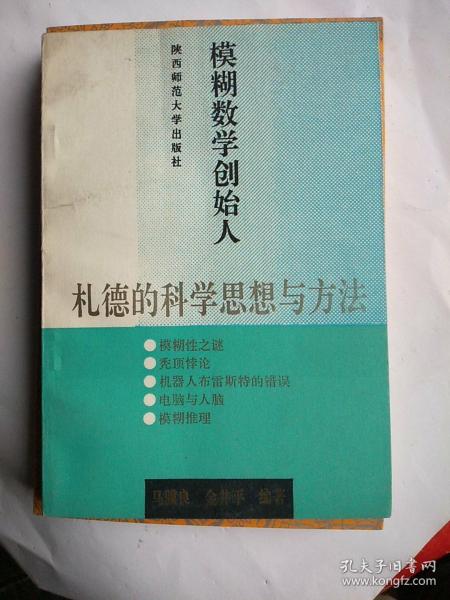 模糊数学创始人
陕西师范大学出版社
札德的科学思想与方法
●模糊性之谜
●秃顶悖论
●机器人布雷斯特的错误
●电脑与人脑
●模糊推理
编著
孔夫子旧书网
www.kongfz.com